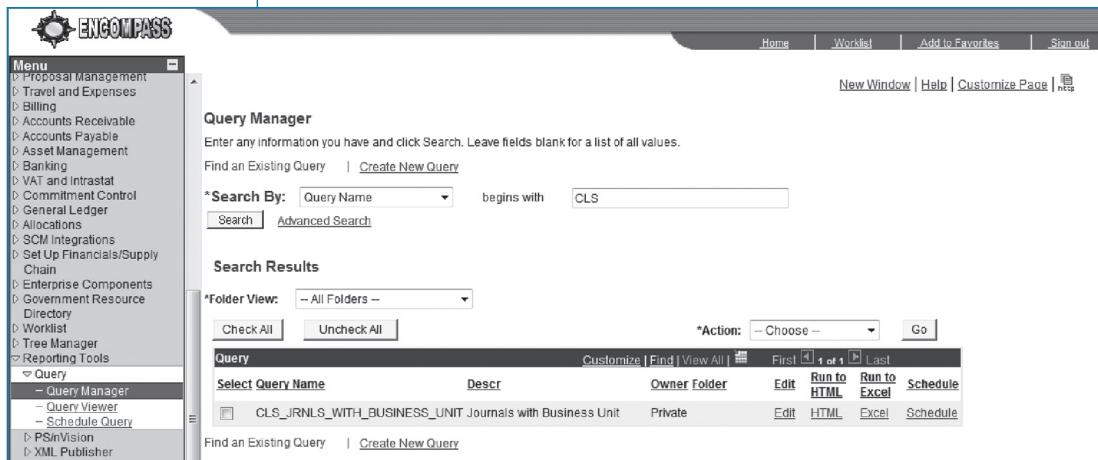 ENCOMPASS
Home | Worklist | Add to Favorites | Sign out
Menu
Proposal Management
Travel and Expenses
Billing
Accounts Receivable
Accounts Payable
Asset Management
Banking
VAT and Intrastat
Commitment Control
General Ledger
Allocations
SCM Integrations
Set Up Financials/Supply
Chain
Enterprise Components
Government Resource
Directory
Worklist
Tree Manager
Reporting Tools
Query
– Query Manager
– Query Viewer
– Schedule Query
PS/nVision
XML Publisher
New Window | Help | Customize Page | http
Query Manager
Enter any information you have and click Search. Leave fields blank for a list of all values.
Find an Existing Query | Create New Query
*Search By: Query Name begins with CLS
Search Advanced Search
Search Results
*Folder View: -- All Folders --
Check All Uncheck All *Action: -- Choose -- Go
Query Customize | Find | View All | First 1 of 1 Last
Select Query Name Descr Owner Folder Edit Run to HTML Run to Excel Schedule
CLS_JRNLS_WITH_BUSINESS_UNIT Journals with Business Unit Private Edit HTML Excel Schedule
Find an Existing Query | Create New Query